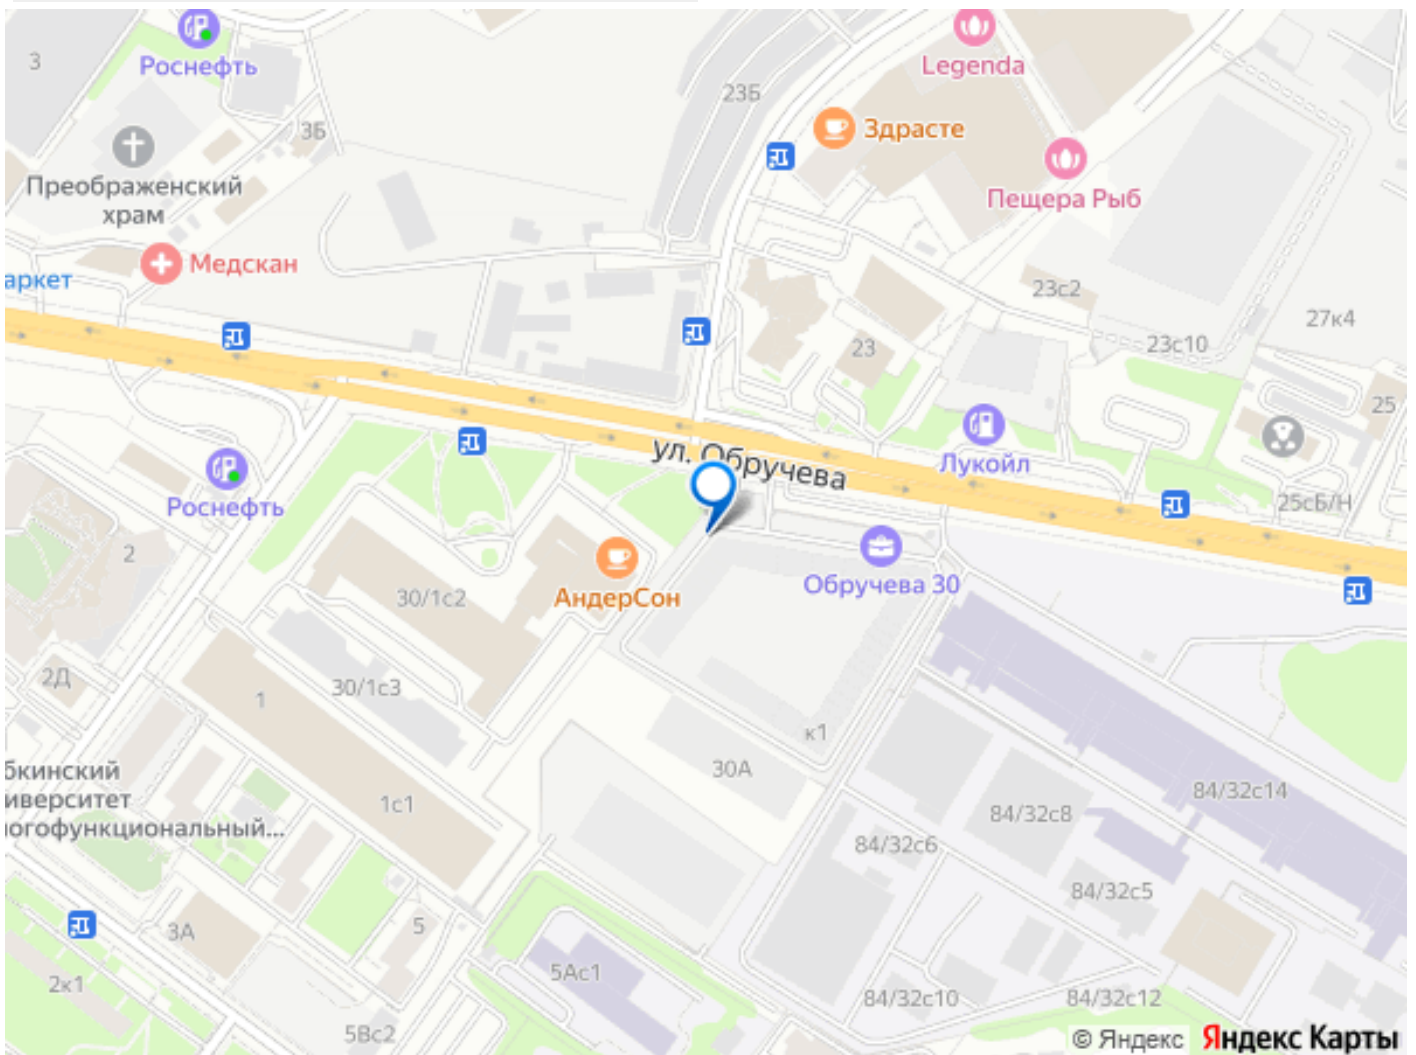 3
Роснефть
3Б
23Б
Legenda
Здрасте
Пещера Рыб
Преображенский
храм
Медскан
аркет
23с2
27к4
23
23с10
25
ул. Обручева
Лукойл
25сБ/Н
Роснефть
2
30/1с2
АндерСон
Обручева 30
2Д
1
30/1с3
к1
30А
бкинский
иверситет
огофункциональный...
1с1
84/32с14
84/32с8
84/32с6
84/32с5
3А
5
2к1
5Ас1
84/32с10
84/32с12
5Вс2
© Яндекс Яндекс Карты